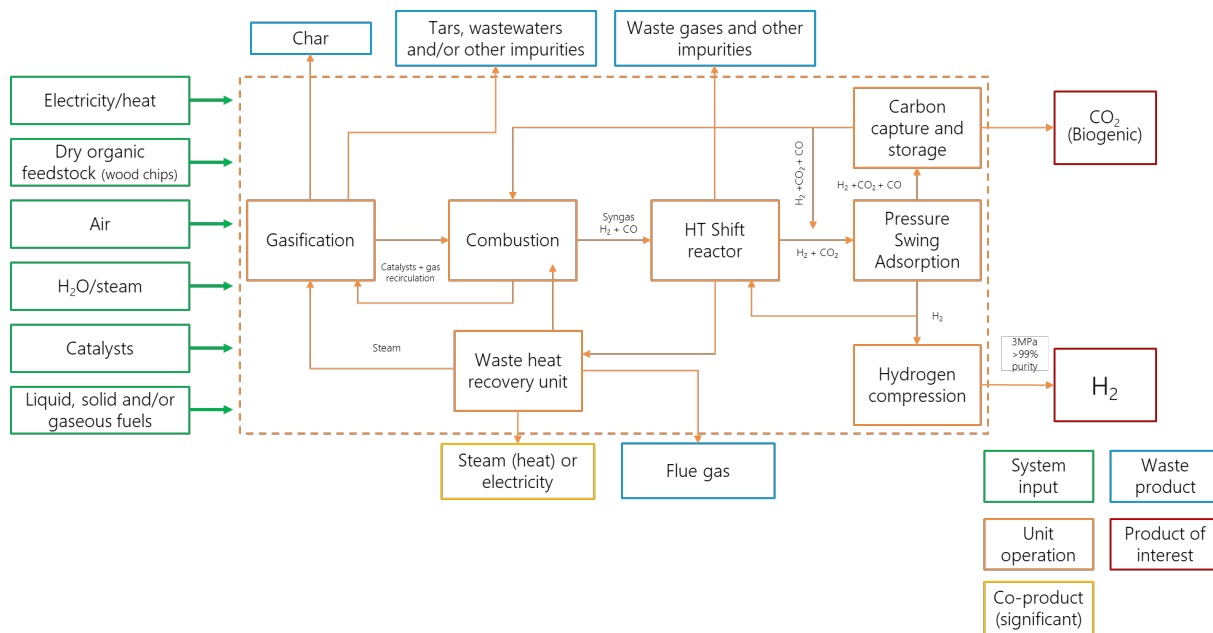 Char
Tars, wastewaters
and/or other impurities
Waste gases and other
impurities
Electricity/heat
Dry organic
feedstock (wood chips)
Air
H₂O/steam
Catalysts
Liquid, solid and/or
gaseous fuels
Gasification
Catalysts + gas
recirculation
Combustion
Syngas
H₂ + CO
HT Shift
reactor
H₂ + CO₂
H₂ +CO₂ + CO
Carbon
capture and
storage
H₂ +CO₂ + CO
Pressure
Swing
Adsorption
H₂
Hydrogen
compression
Steam
Waste heat
recovery unit
CO₂
(Biogenic)
3MPa
>99%
purity
H₂
Steam (heat) or
electricity
Flue gas
System
input
Waste
product
Unit
operation
Product of
interest
Co-product
(significant)